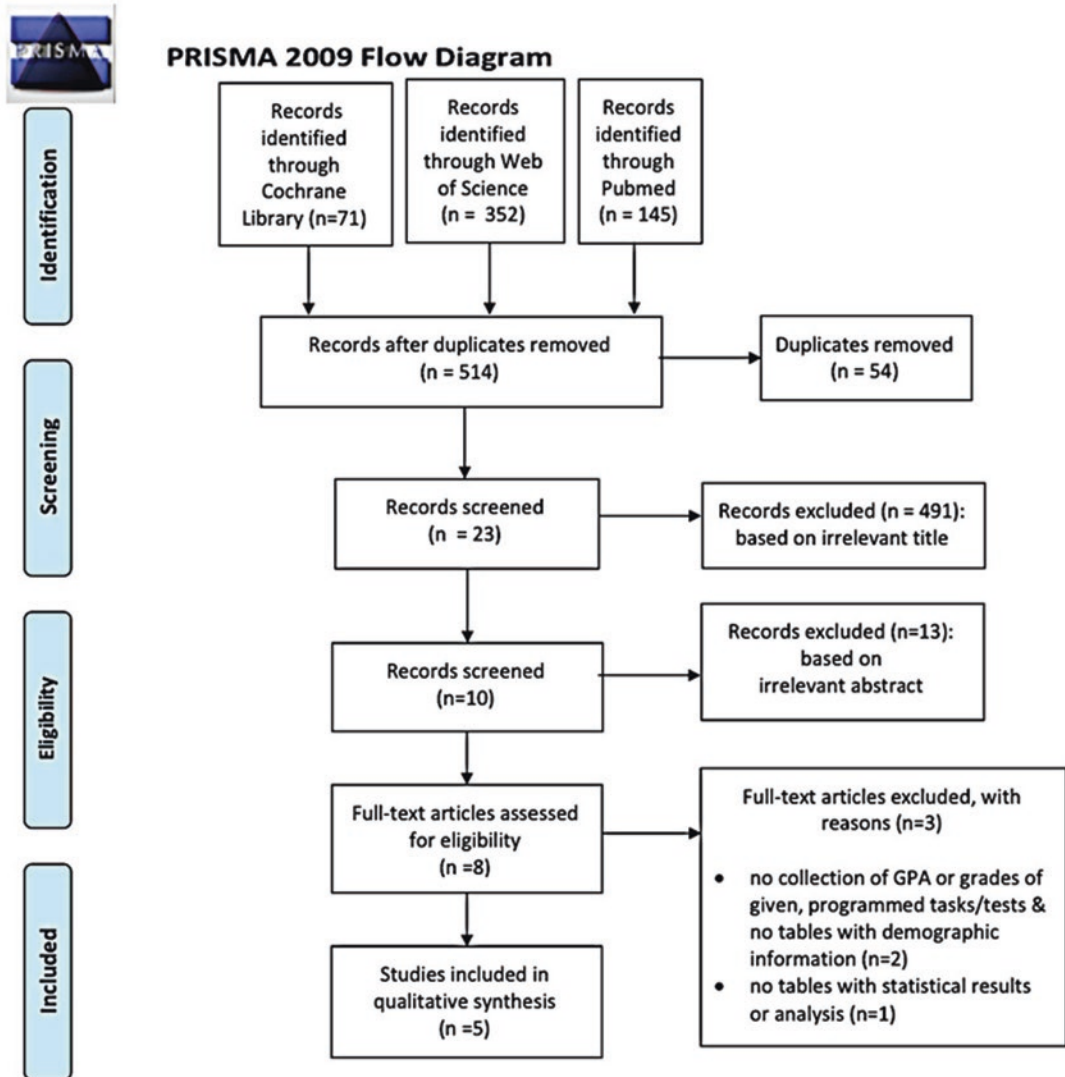 PRISMA
PRISMA 2009 Flow Diagram
Identification
Records
identified
through
Cochrane
Library (n=71)
Records
identified
through Web
of Science
(n = 352)
Records
identified
through
Pubmed
(n = 145)
Records after duplicates removed
(n = 514)
Duplicates removed
(n = 54)
Screening
Records screened
(n = 23)
Records excluded (n = 491):
based on irrelevant title
Eligibility
Records screened
(n=10)
Records excluded (n=13):
based on
irrelevant abstract
Full-text articles assessed
for eligibility
(n =8)
Full-text articles excluded, with
reasons (n=3)
• no collection of GPA or grades of
given, programmed tasks/tests &
no tables with demographic
information (n=2)
• no tables with statistical results
or analysis (n=1)
Included
Studies included in
qualitative synthesis
(n =5)